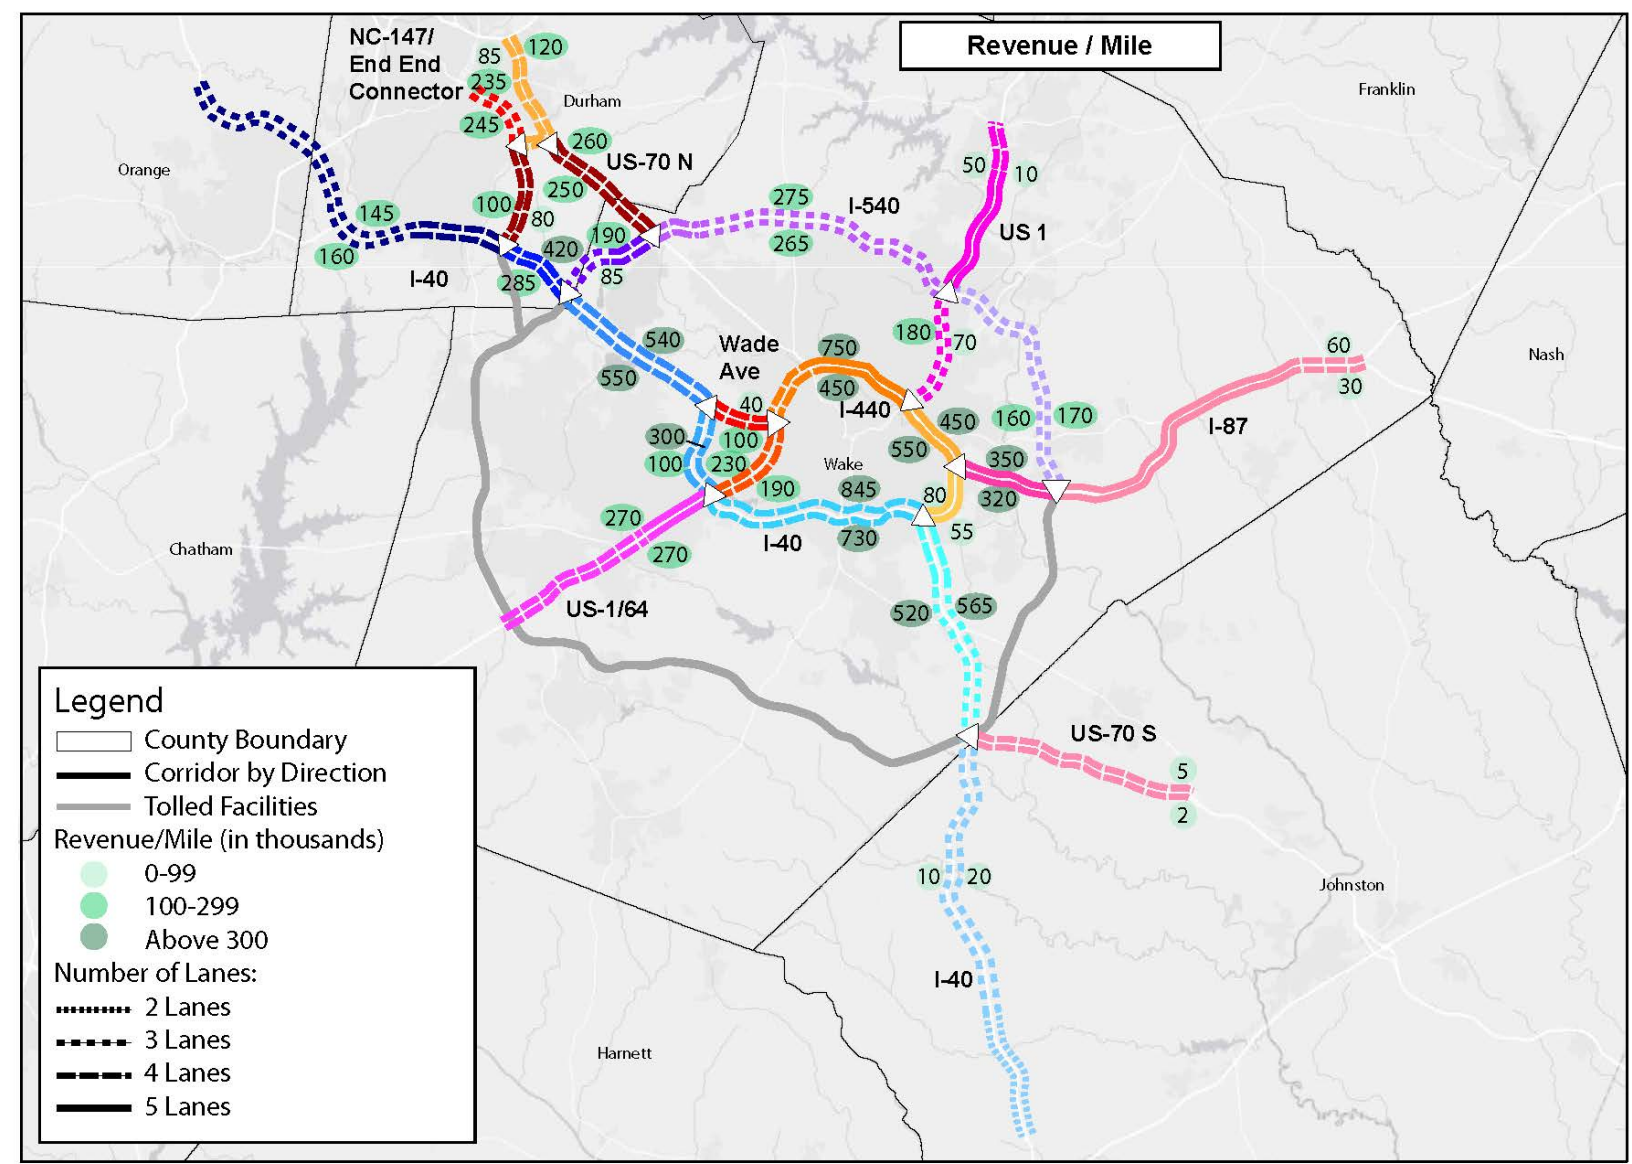 Revenue / Mile
NC-147/
End End
Connector
85
120
235
245
Durham
Franklin
260
US-70 N
250
Orange
100
80
145
160
I-40
420
190
285
85
275
I-540
265
50
10
US 1
180
70
540
550
Wade
Ave
750
450
I-440
40
100
300
100
230
190
450
550
160
170
350
320
60
30
Nash
I-87
Wake
845
730
80
55
I-40
270
270
US-1/64
Chatham
520
565
US-70 S
5
2
10
20
I-40
Johnston
Harnett
Legend
County Boundary
Corridor by Direction
Tolled Facilities
Revenue/Mile (in thousands)
0-99
100-299
Above 300
Number of Lanes:
2 Lanes
3 Lanes
4 Lanes
5 Lanes